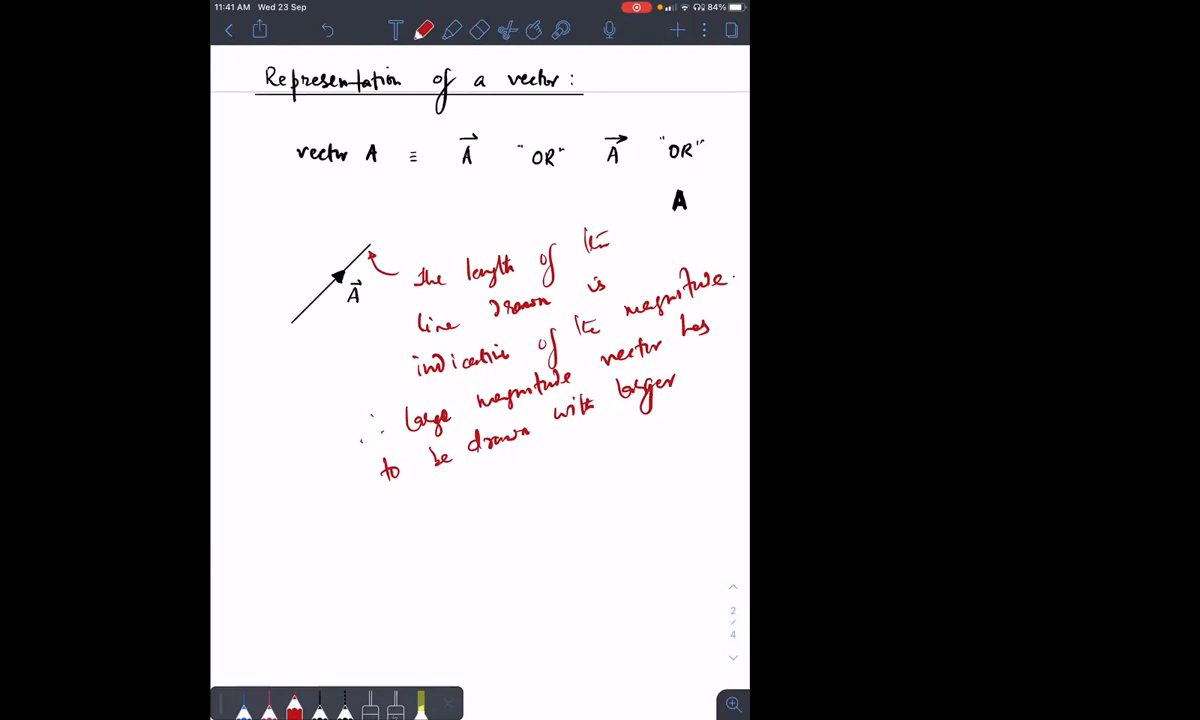 11:41 AM Wed 23 Sep 84%
Representation of a vector :
vector A ≡ A⃗ "OR" A⃗ "OR"
A
A⃗
The length of the
line drawn is
indicative of the magnitude.
∴ large magnitude vector has
to be drawn with larger
2
4